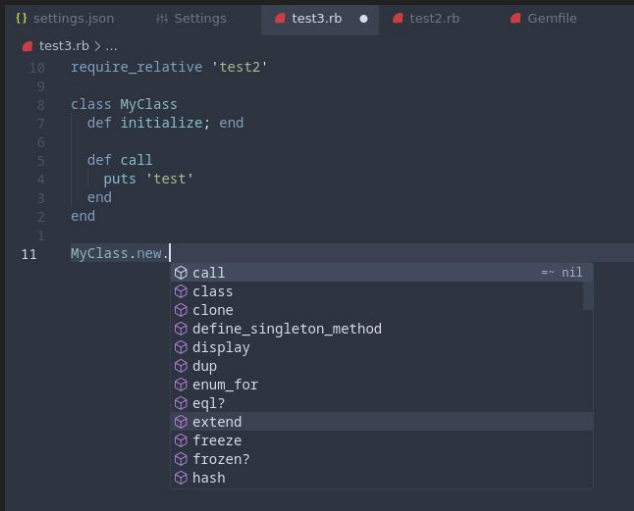 {} settings.json Settings test3.rb ● test2.rb Gemfile
test3.rb > ...
10 require_relative 'test2'
9
8 class MyClass
7 def initialize; end
6
5 def call
4 puts 'test'
3 end
2 end
1
11 MyClass.new.
call =~ nil
class
clone
define_singleton_method
display
dup
enum_for
eql?
extend
freeze
frozen?
hash